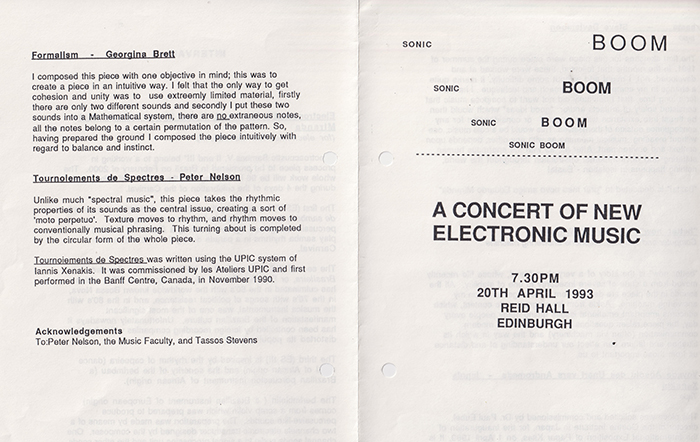 Formalism - Georgina Brett
I composed this piece with one objective in mind; this was to
create a piece in an intuitive way. I felt that the only way to get
cohesion and unity was to use extreemly limited material, firstly
there are only two different sounds and secondly I put these two
sounds into a Mathematical system, there are no extraneous notes,
all the notes belong to a certain permutation of the pattern. So,
having prepared the ground I composed the piece intuitively with
regard to balance and instinct.
Tournoiements de Spectres - Peter Nelson
Unlike much "spectral music", this piece takes the rhythmic
properties of its sounds as the central issue, creating a sort of
'moto perpetuo'. Texture moves to rhythm, and rhythm moves to
conventionally musical phrasing. This turning about is completed
by the circular form of the whole piece.
Tournoiements de Spectres was written using the UPIC system of
Iannis Xenakis. It was commissioned by les Ateliers UPIC and first
performed in the Banff Centre, Canada, in November 1990.
Acknowledgements
To:Peter Nelson, the Music Faculty, and Tassos Stevens
SONIC BOOM
SONIC BOOM
SONIC BOOM
SONIC BOOM
A CONCERT OF NEW
ELECTRONIC MUSIC
7.30PM
20TH APRIL 1993
REID HALL
EDINBURGH